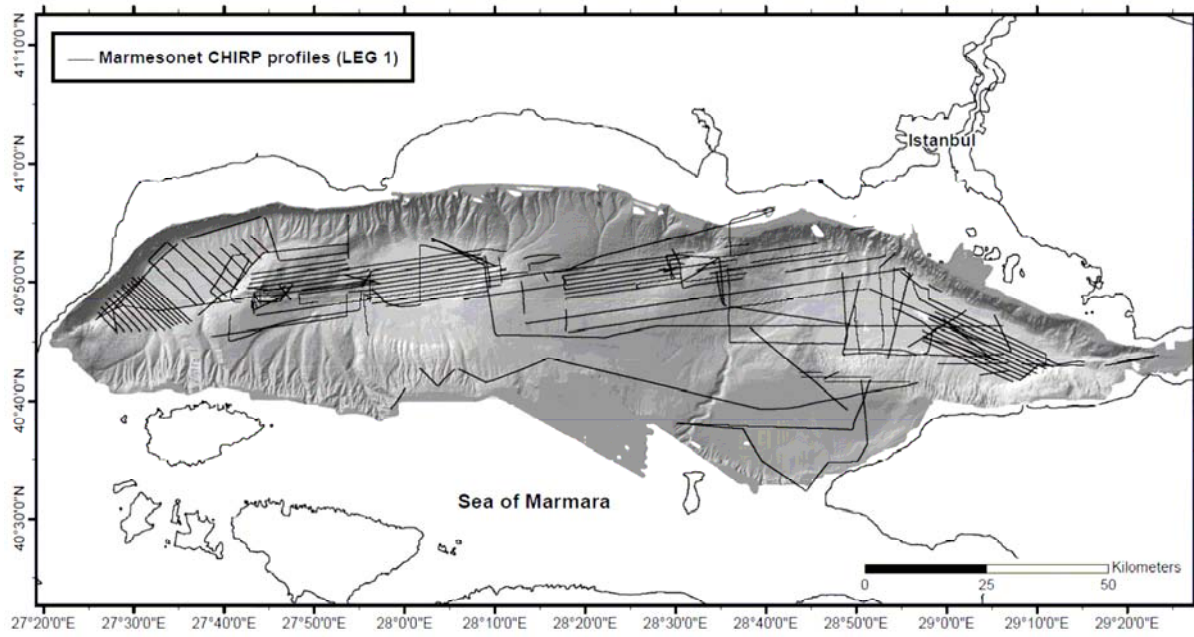 Marmesonet CHIRP profiles (LEG 1)
Istanbul
Sea of Marmara
Kilometers
0 25 50
41°10'0"N
41°0'0"N
40°50'0"N
40°40'0"N
40°30'0"N
27°20'0"E 27°30'0"E 27°40'0"E 27°50'0"E 28°0'0"E 28°10'0"E 28°20'0"E 28°30'0"E 28°40'0"E 28°50'0"E 29°0'0"E 29°10'0"E 29°20'0"E